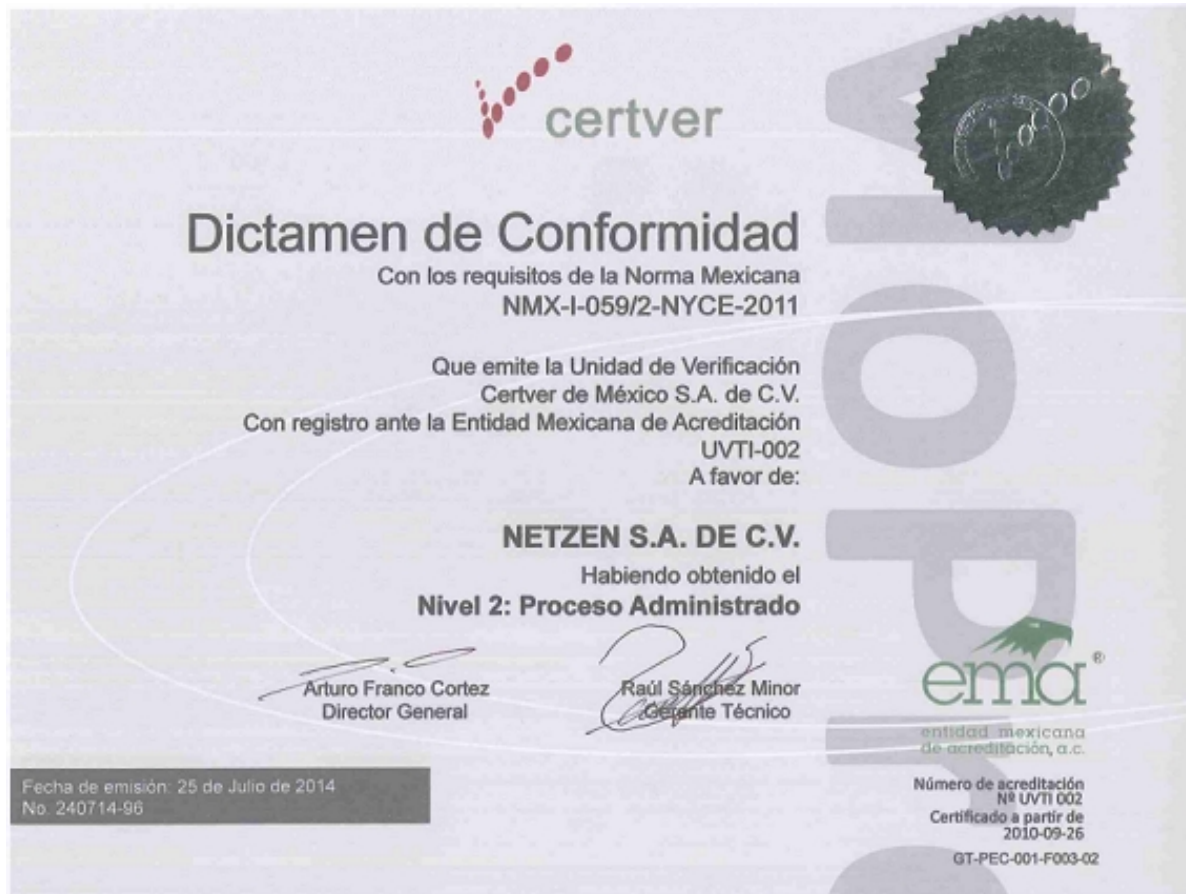 certver
Dictamen de Conformidad
Con los requisitos de la Norma Mexicana
NMX-I-059/2-NYCE-2011
Que emite la Unidad de Verificación
Certver de México S.A. de C.V.
Con registro ante la Entidad Mexicana de Acreditación
UVTI-002
A favor de:
NETZEN S.A. DE C.V.
Habiendo obtenido el
Nivel 2: Proceso Administrado
Arturo Franco Cortez
Director General
Raúl Sánchez Minor
Gerante Técnico
Fecha de emisión: 25 de Julio de 2014
No. 240714-96
ema®
entidad mexicana
de acreditación, a.c.
Número de acreditación
Nº UVTI 002
Certificado a partir de
2010-09-26
GT-PEC-001-F003-02
MoPr